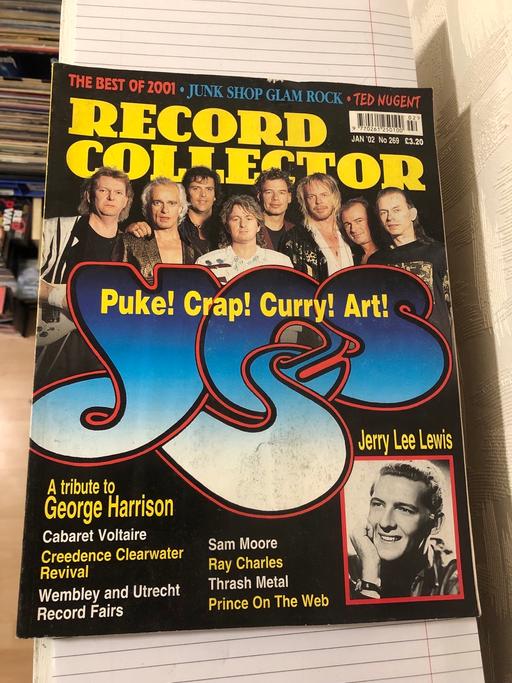 THE BEST OF 2001 • JUNK SHOP GLAM ROCK • TED NUGENT
RECORD
COLLECTOR
JAN '02 No 269 £3.20
Puke! Crap! Curry! Art!
YES
Jerry Lee Lewis
A tribute to
George Harrison
Cabaret Voltaire
Creedence Clearwater
Revival
Wembley and Utrecht
Record Fairs
Sam Moore
Ray Charles
Thrash Metal
Prince On The Web